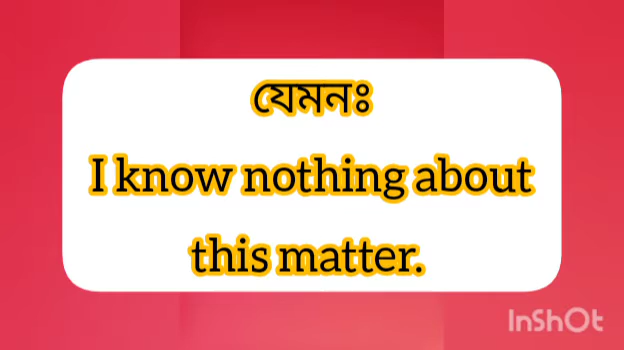 যেমনঃ
I know nothing about
this matter.
InShOt